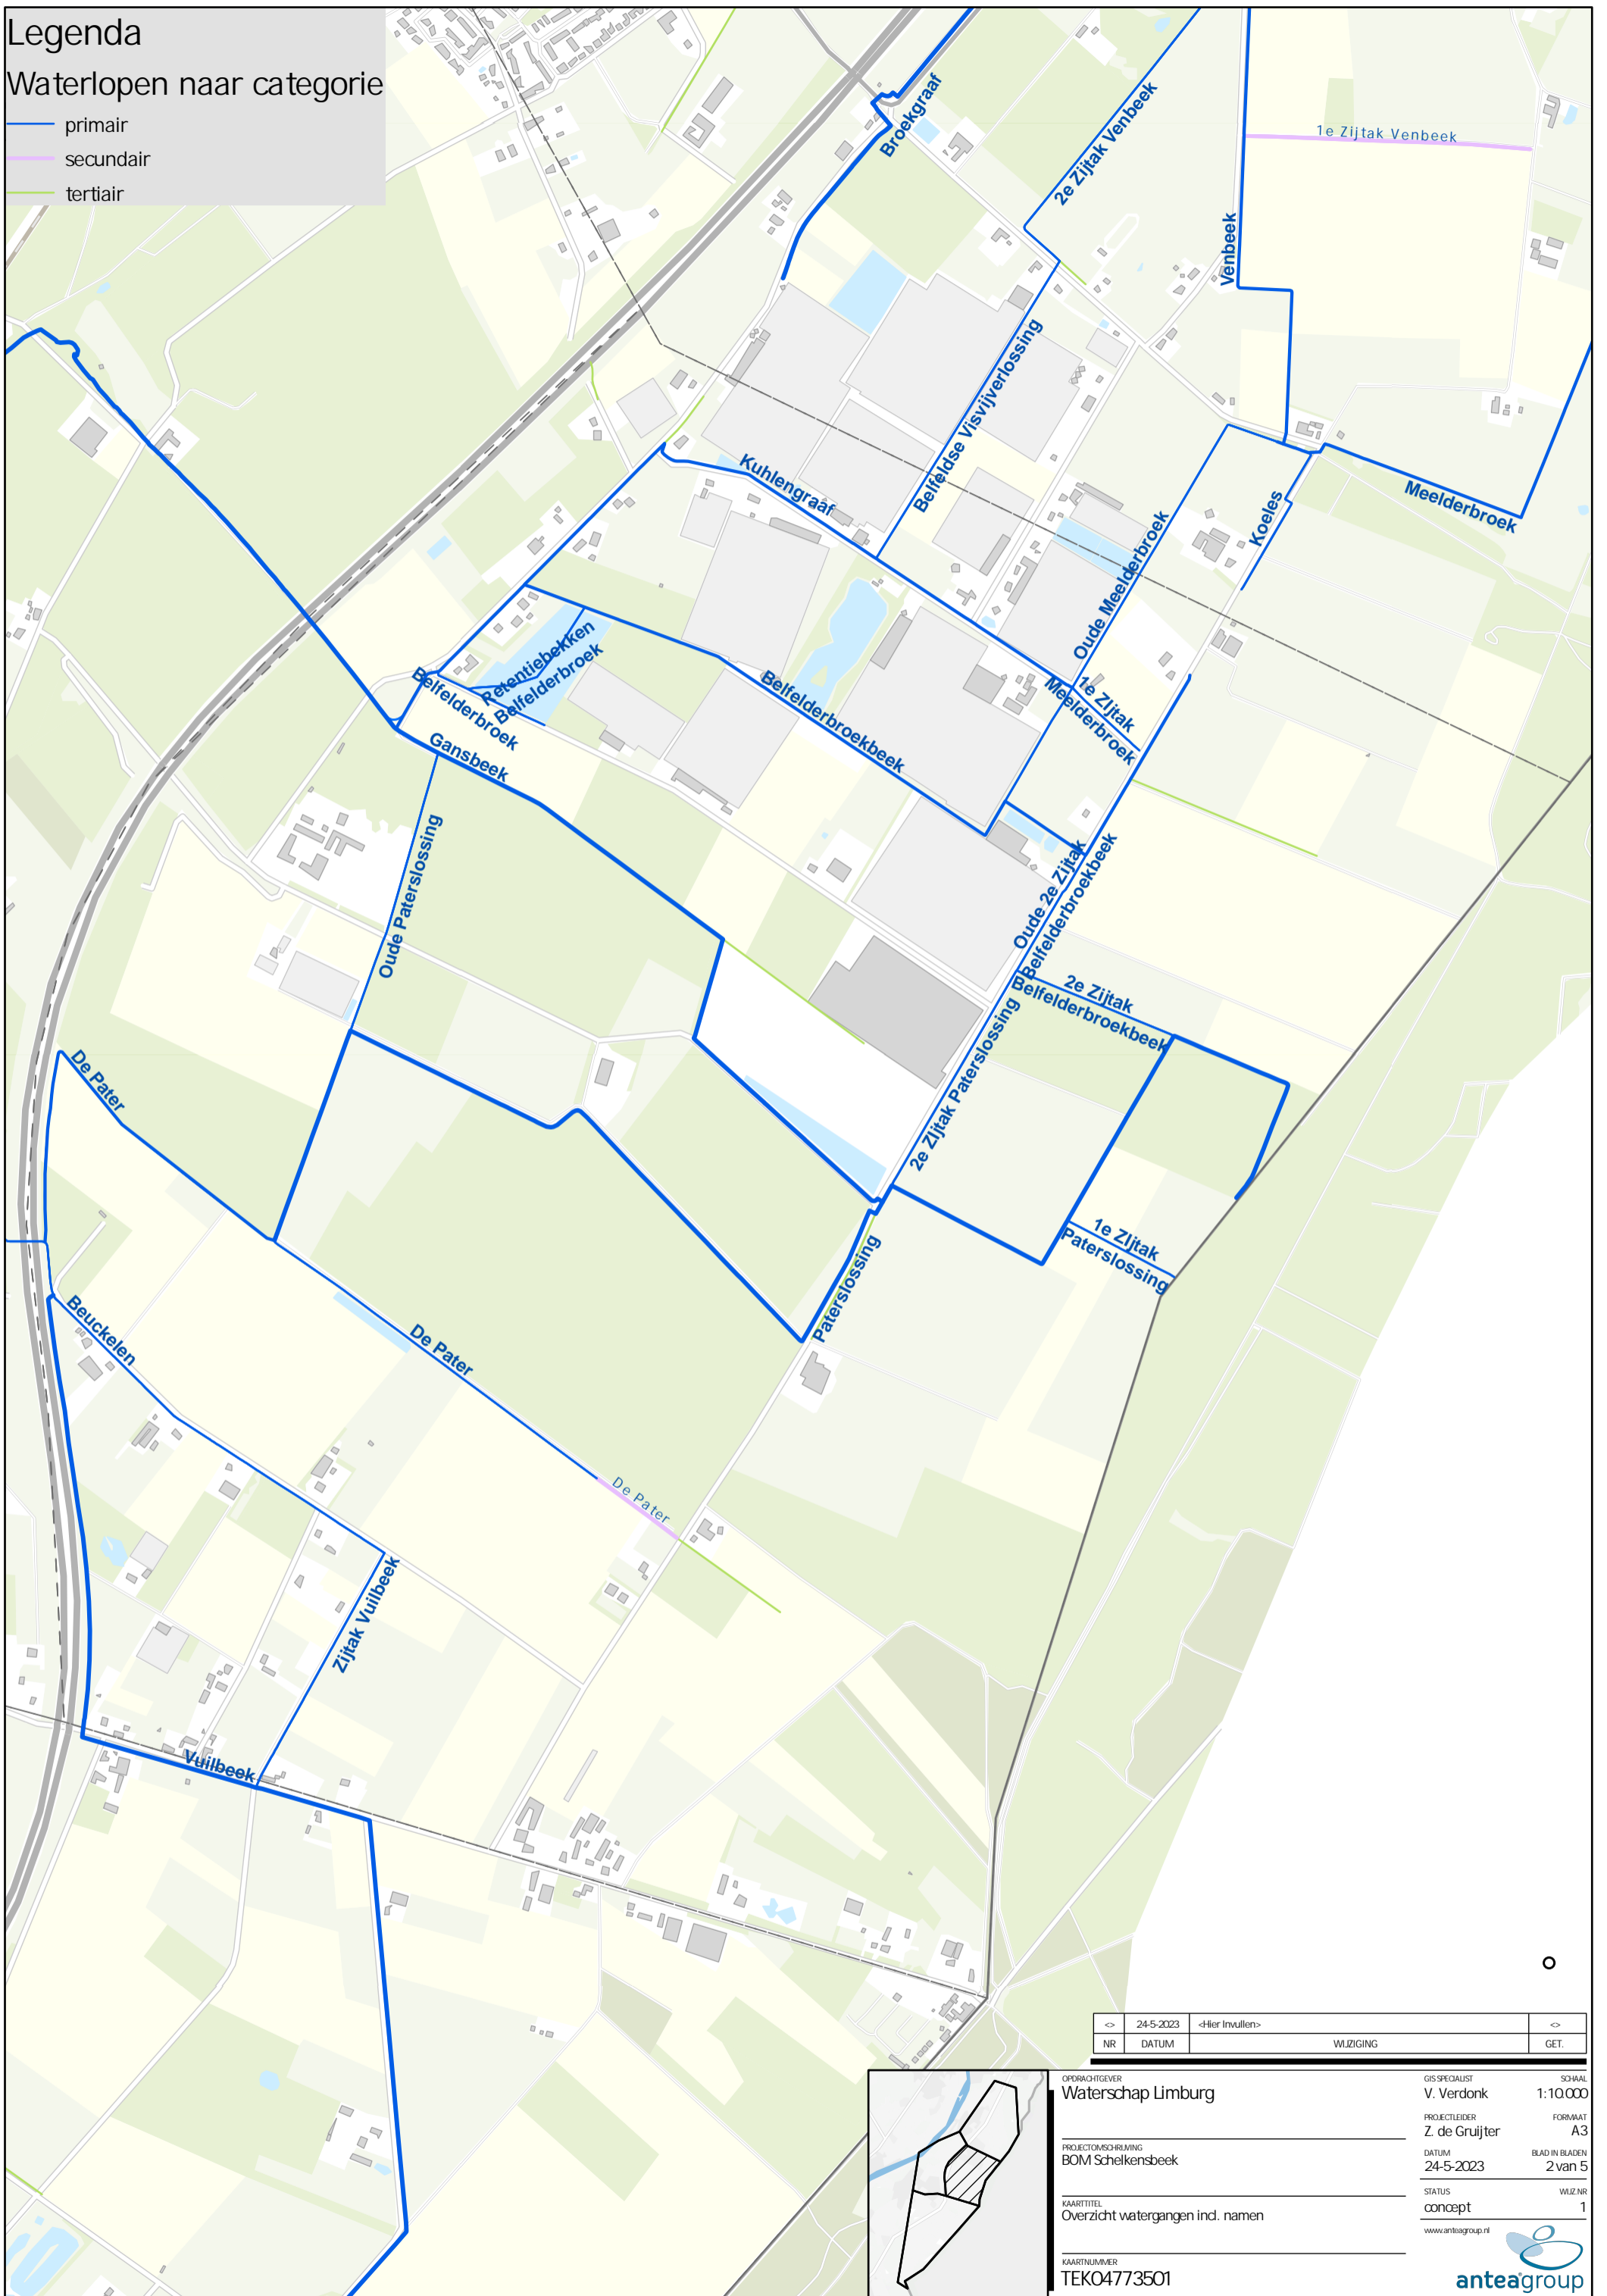 Legenda
Waterlopen naar categorie
primair
secundair
tertiair
Broekgraaf
2e Zijtak Venbeek
1e Zijtak Venbeek
Venbeek
Belfeldse Visvijverlossing
Kuhlengraaf
Meelderbroek
Koeles
Oude Meelderbroek
1e ZIjtak
Meelderbroek
Retentiebekken
Belfelderbroek
Belfelderbroek
Belfelderbroekbeek
Gansbeek
Oude Paterslossing
Oude 2e Zijtak
Belfelderbroekbeek
2e Zijtak
Belfelderbroekbeek
2e ZIjtak Paterslossing
De Pater
1e ZIjtak
Paterslossing
Paterslossing
Beuckelen
De Pater
De Pater
Zijtak Vuilbeek
Vuilbeek
<> 24-5-2023 <Hier Invullen> <>
NR DATUM WIJZIGING GET.
OPDRACHTGEVER
Waterschap Limburg
GIS SPECIALIST SCHAAL
V. Verdonk 1:10.000
PROJECTLEIDER FORMAAT
Z. de Gruijter A3
PROJECTOMSCHRIJVING
BOM Schelkensbeek
DATUM BLAD IN BLADEN
24-5-2023 2 van 5
STATUS WIJZ.NR
concept 1
KAARTTITEL
Overzicht watergangen incl. namen
www.anteagroup.nl
KAARTNUMMER
TEK04773501
anteagroup